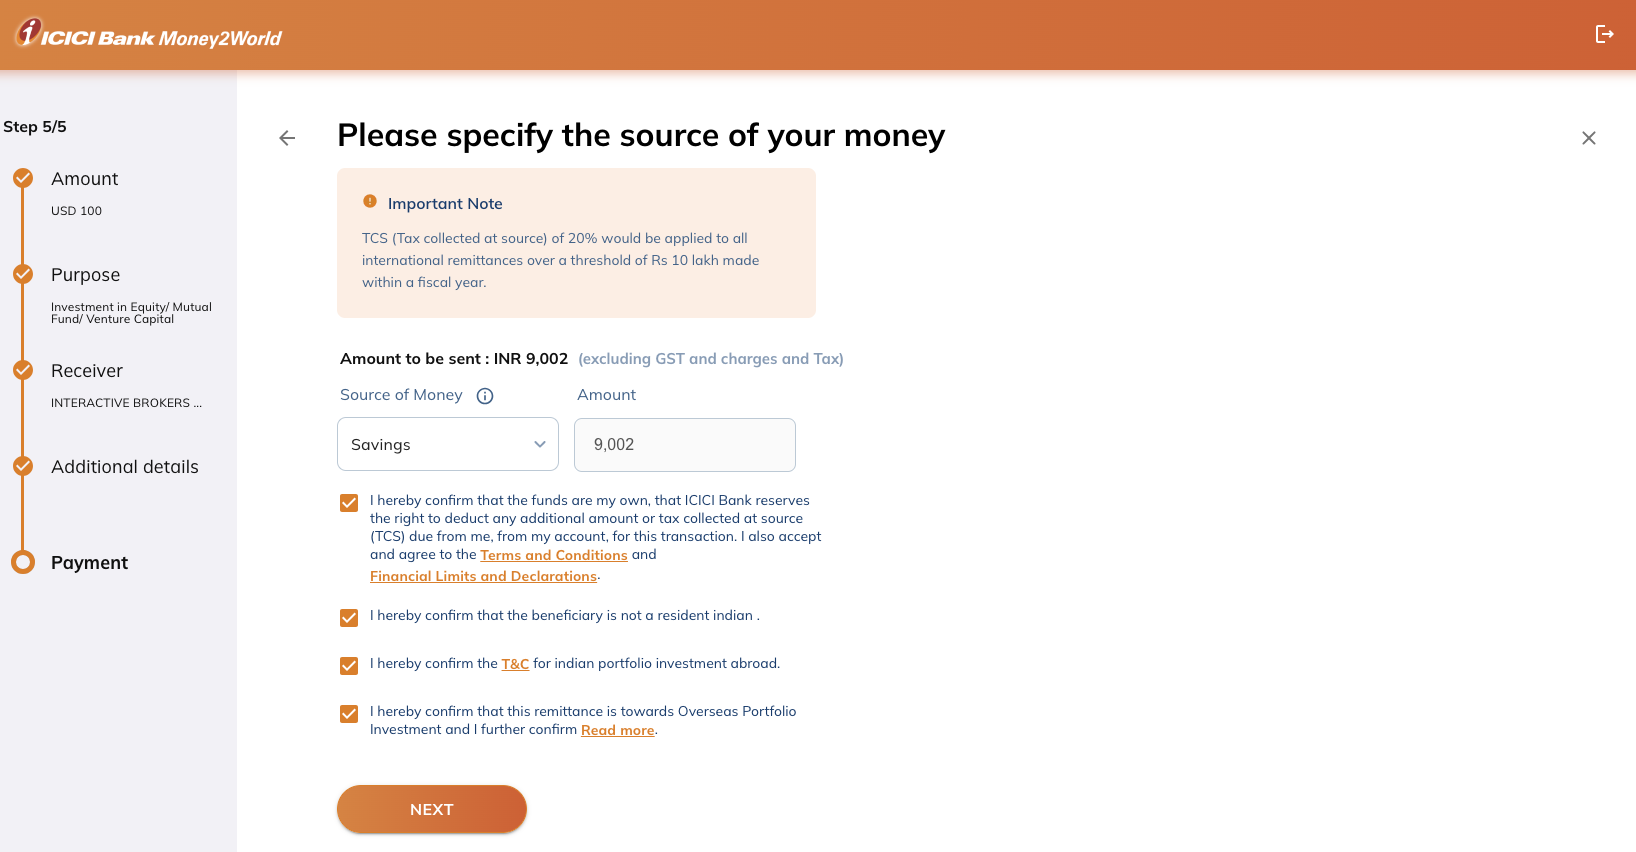 ICICI Bank Money2World
Step 5/5
Amount
USD 100
Purpose
Investment in Equity/ Mutual
Fund/ Venture Capital
Receiver
INTERACTIVE BROKERS ...
Additional details
Payment
Please specify the source of your money
Important Note
TCS (Tax collected at source) of 20% would be applied to all
international remittances over a threshold of Rs 10 lakh made
within a fiscal year.
Amount to be sent : INR 9,002 (excluding GST and charges and Tax)
Source of Money Amount
Savings 9,002
I hereby confirm that the funds are my own, that ICICI Bank reserves
the right to deduct any additional amount or tax collected at source
(TCS) due from me, from my account, for this transaction. I also accept
and agree to the Terms and Conditions and
Financial Limits and Declarations.
I hereby confirm that the beneficiary is not a resident indian .
I hereby confirm the T&C for indian portfolio investment abroad.
I hereby confirm that this remittance is towards Overseas Portfolio
Investment and I further confirm Read more.
NEXT